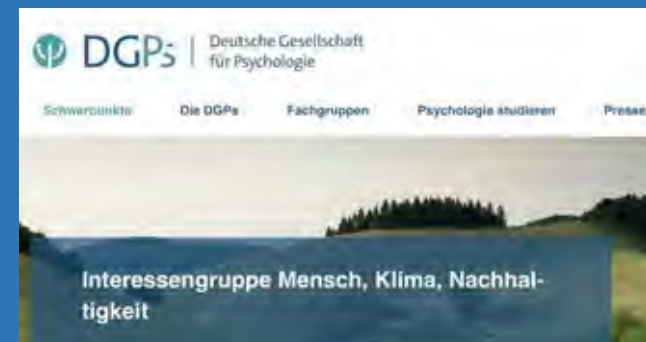 DGPs
Deutsche Gesellschaft
für Psychologie
Schwerpunkte Die DGPs Fachgruppen Psychologie studieren Presse
Interessengruppe Mensch, Klima, Nachhal-
tigkeit